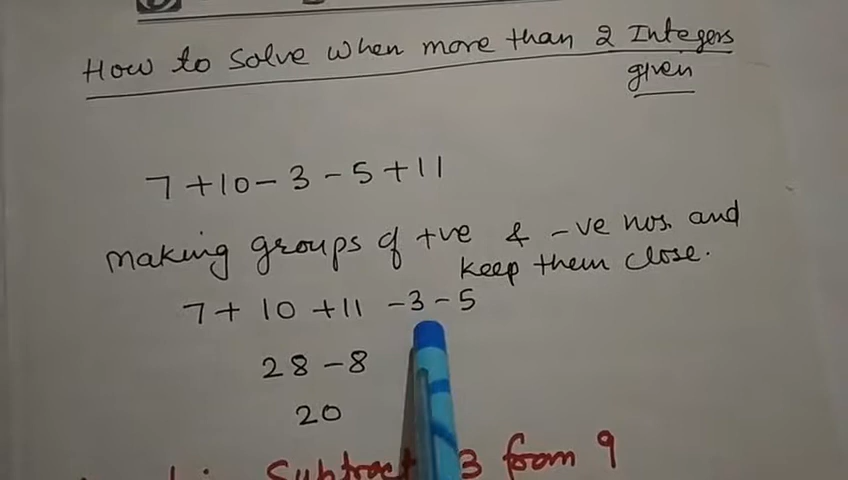 How to solve when more than 2 Integers
given
7 +10 - 3 - 5 + 11
Making groups of +ve & -ve nos. and
keep them close.
7 + 10 + 11 - 3 - 5
28 - 8
20
Subtract 3 from 9